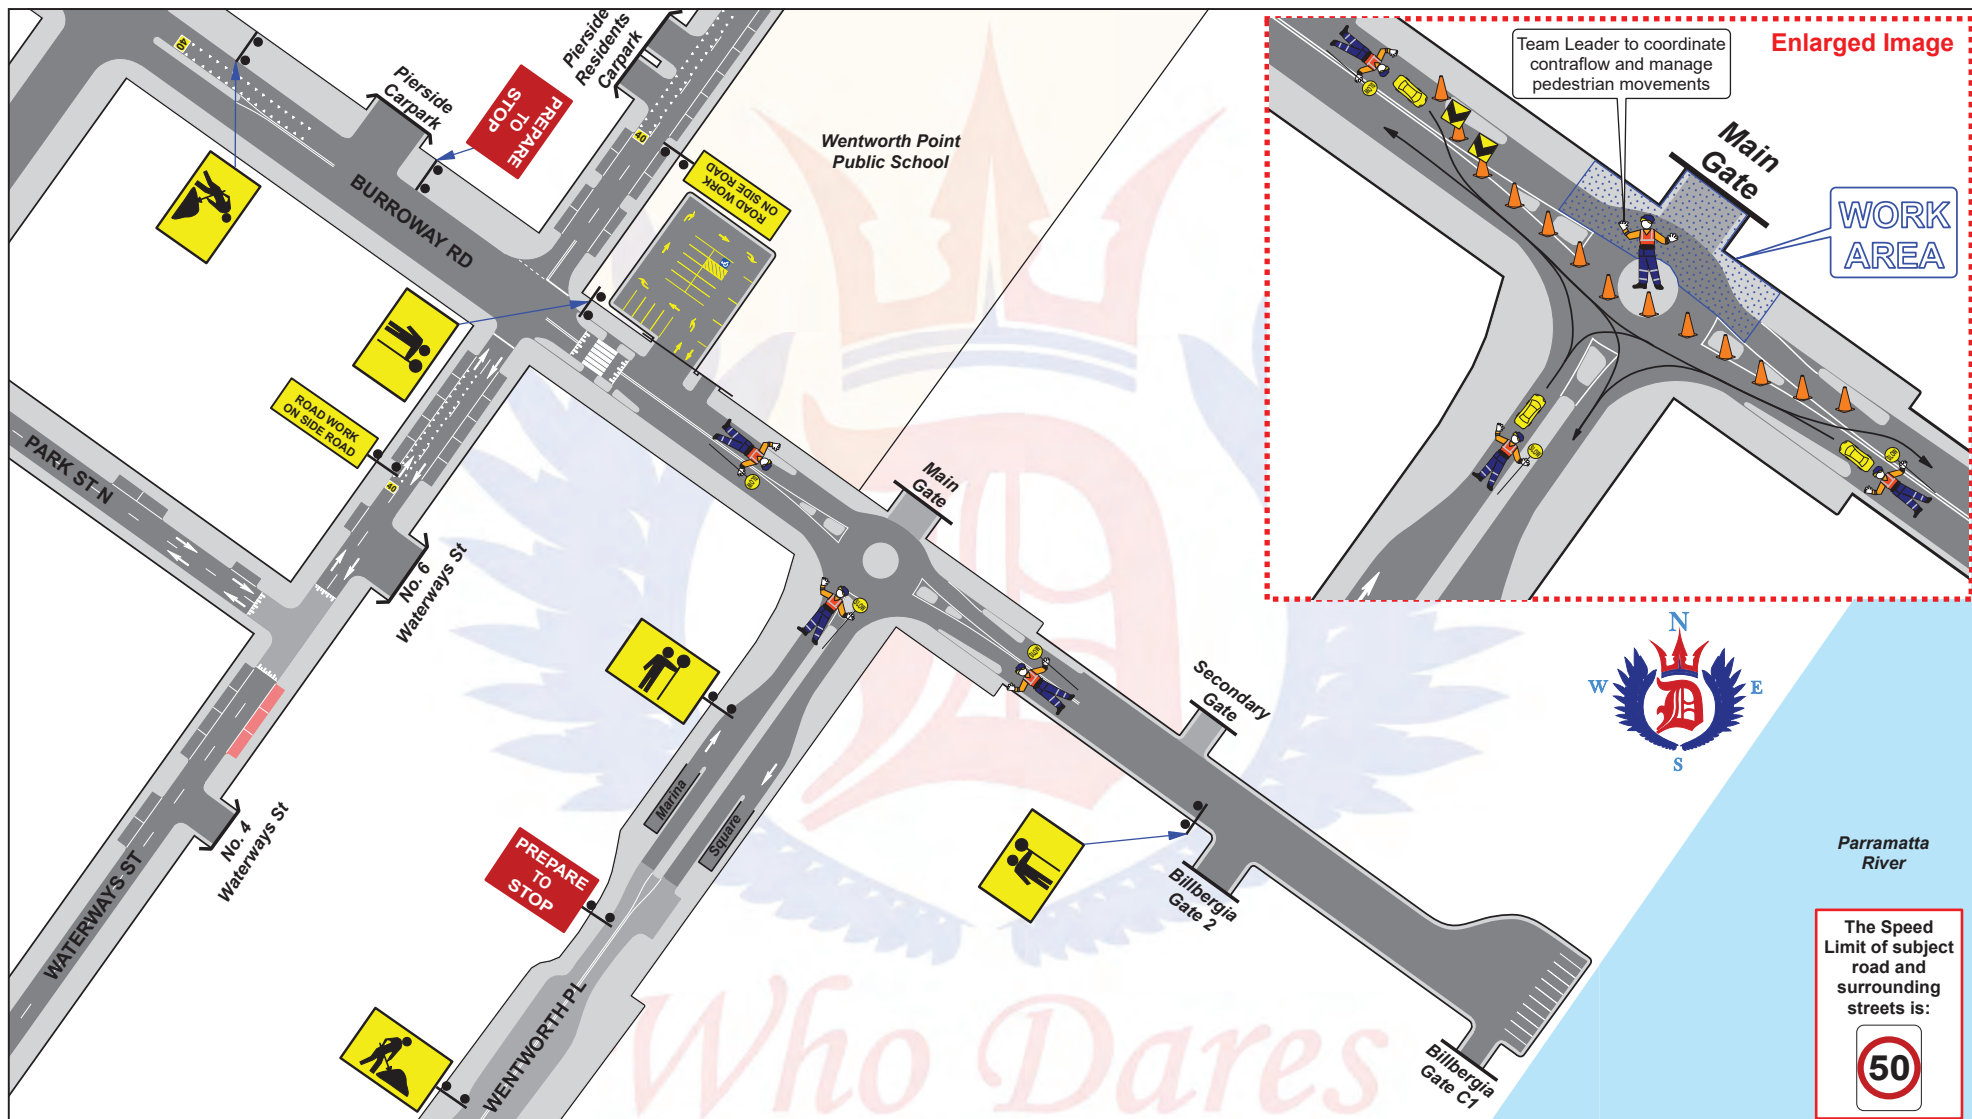 40
Pierside
Carpark
PREPARE
TO
STOP
Pierside
Residents
Carpark
40
ROAD WORK
ON SIDE ROAD
Wentworth Point
Public School
BURROWAY RD
ROAD WORK
ON SIDE ROAD
40
PARK ST N
No. 6
Waterways St
Main
Gate
Secondary
Gate
No. 4
Waterways St
WATERWAYS ST
Marina
Square
PREPARE
TO
STOP
WENTWORTH PL
Billbergia
Gate 2
Billbergia
Gate C1
Who Dares
Enlarged Image
Team Leader to coordinate
contraflow and manage
pedestrian movements
Main
Gate
WORK
AREA
SLOW
N
W
E
S
D
Parramatta
River
The Speed
Limit of subject
road and
surrounding
streets is:
50